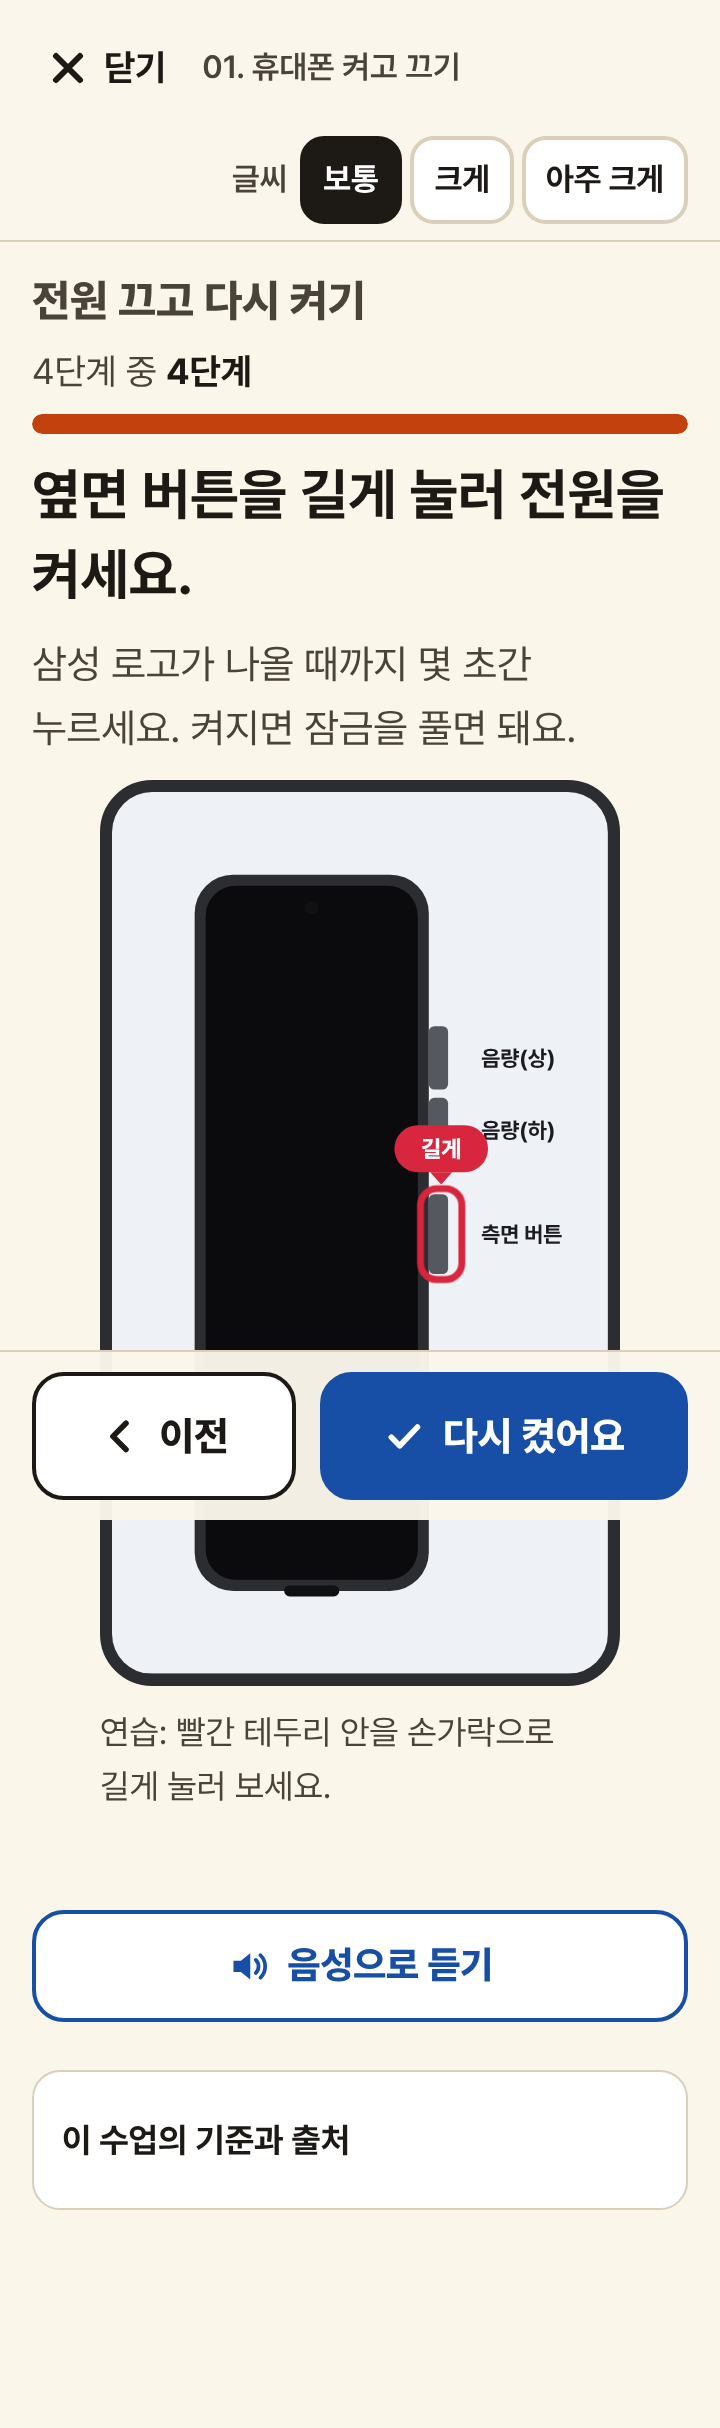 닫기 01. 휴대폰 켜고 끄기
글씨 보통 크게 아주 크게
전원 끄고 다시 켜기
4단계 중 4단계
옆면 버튼을 길게 눌러 전원을
켜세요.
삼성 로고가 나올 때까지 몇 초간
누르세요. 켜지면 잠금을 풀면 돼요.
음량(상)
음량(하)
길게
측면 버튼
이전 다시 켰어요
연습: 빨간 테두리 안을 손가락으로
길게 눌러 보세요.
음성으로 듣기
이 수업의 기준과 출처